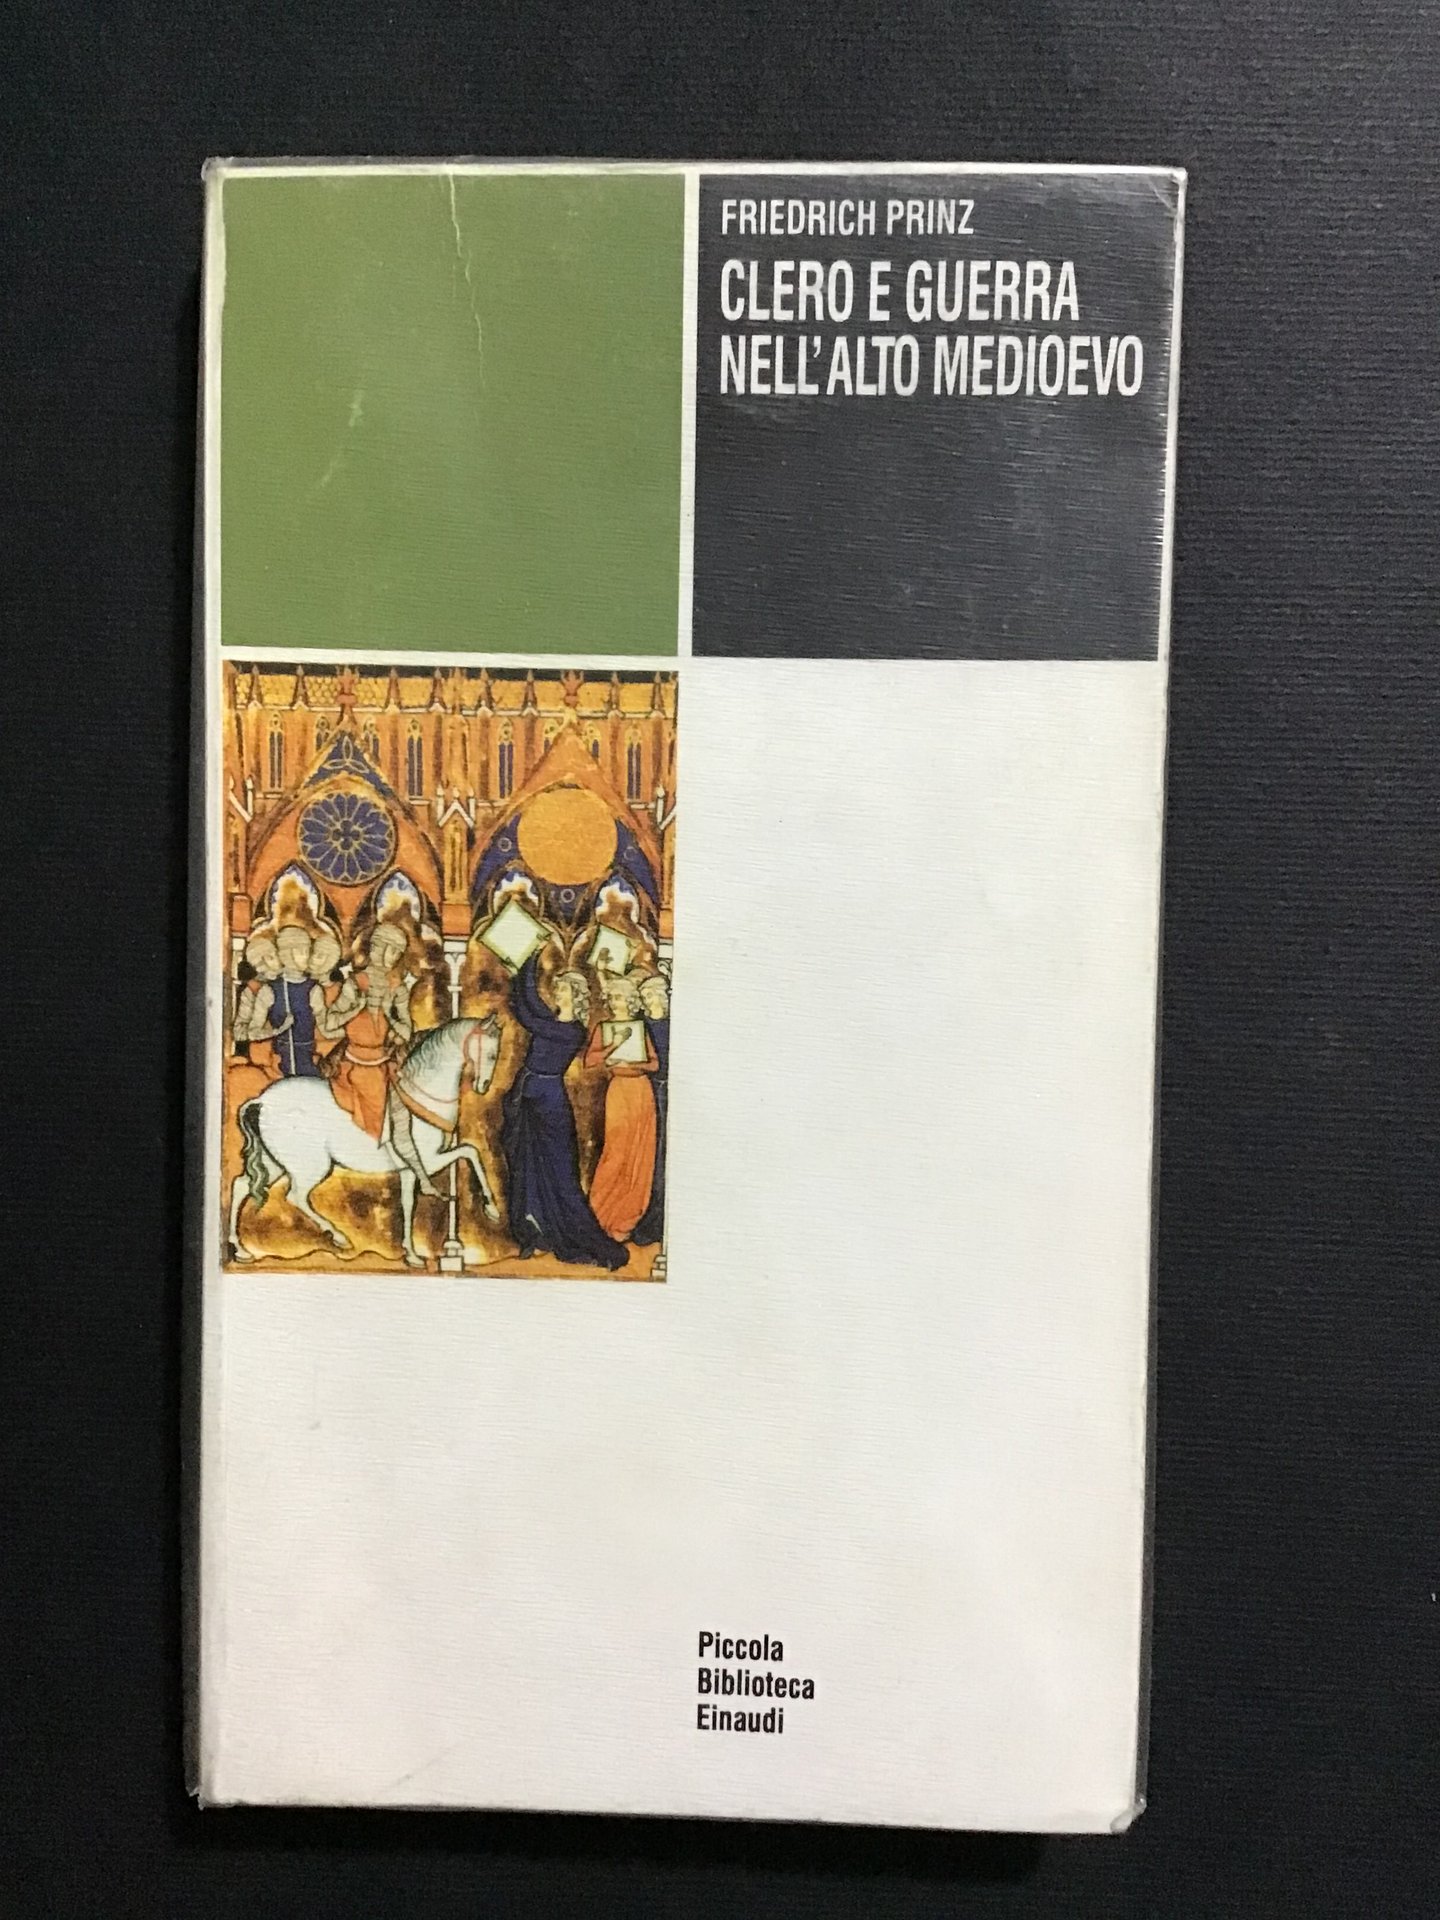 FRIEDRICH PRINZ
CLERO E GUERRA
NELL'ALTO MEDIOEVO
Piccola
Biblioteca
Einaudi